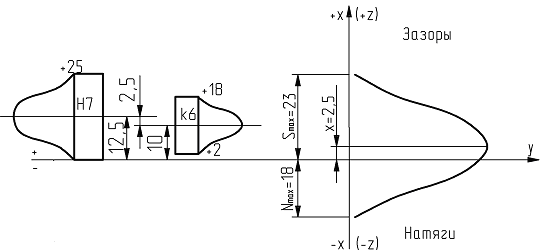 +x (+z)
Зазоры
+25
H7
2,5
+18
k6
+2
12,5
10
+
-
Smax=23
x=2,5
y
Nmax=18
Натяги
-x (-z)